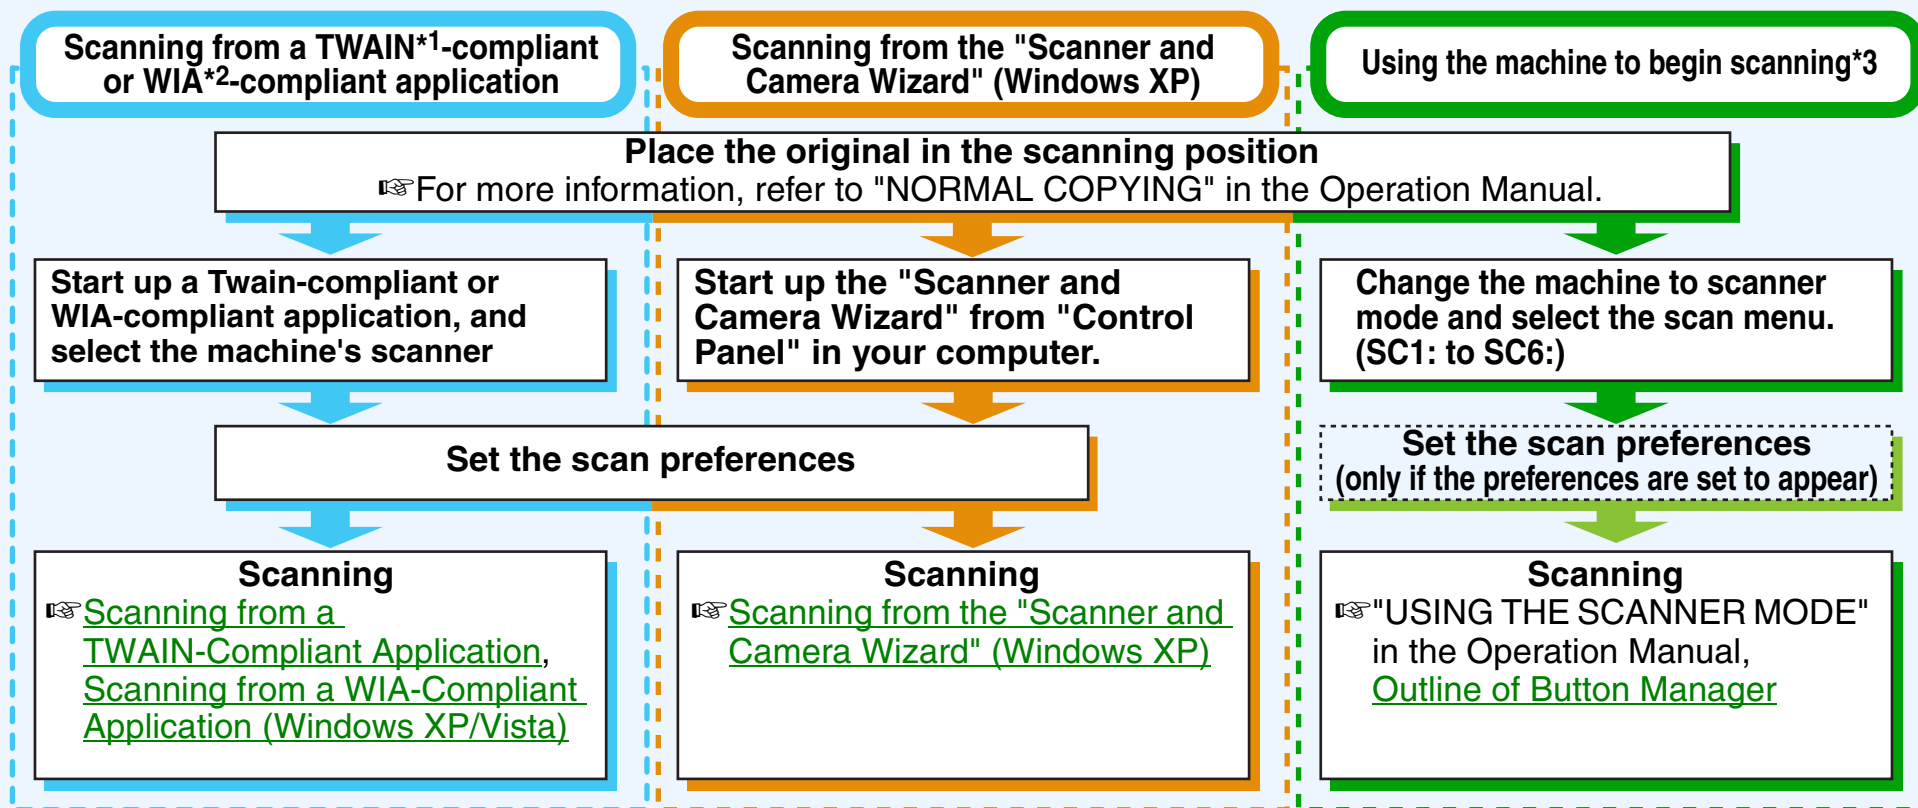 Scanning from a TWAIN*1-compliant
or WIA*2-compliant application
Scanning from the "Scanner and
Camera Wizard" (Windows XP)
Using the machine to begin scanning*3
Place the original in the scanning position
☞For more information, refer to "NORMAL COPYING" in the Operation Manual.
Start up a Twain-compliant or
WIA-compliant application, and
select the machine's scanner
Start up the "Scanner and
Camera Wizard" from "Control
Panel" in your computer.
Change the machine to scanner
mode and select the scan menu.
(SC1: to SC6:)
Set the scan preferences
Set the scan preferences
(only if the preferences are set to appear)
Scanning
☞Scanning from a
TWAIN-Compliant Application,
Scanning from a WIA-Compliant
Application (Windows XP/Vista)
Scanning
☞Scanning from the "Scanner and
Camera Wizard" (Windows XP)
Scanning
☞"USING THE SCANNER MODE"
in the Operation Manual,
Outline of Button Manager